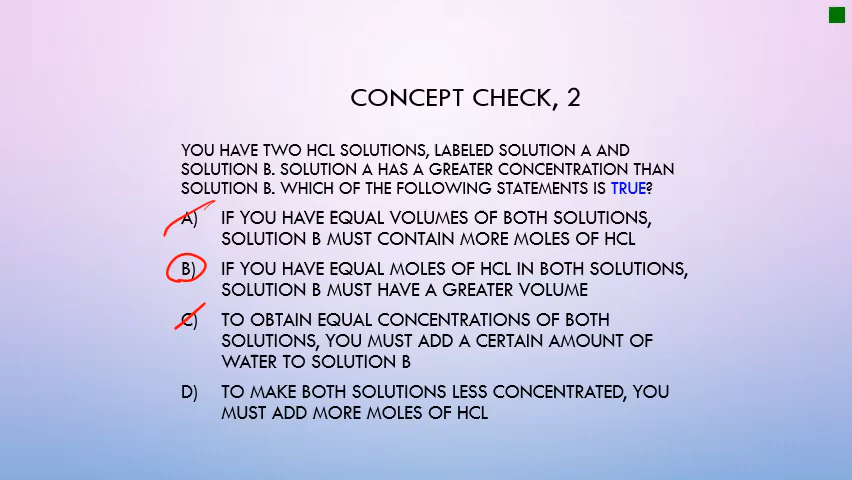 CONCEPT CHECK, 2
YOU HAVE TWO HCL SOLUTIONS, LABELED SOLUTION A AND
SOLUTION B. SOLUTION A HAS A GREATER CONCENTRATION THAN
SOLUTION B. WHICH OF THE FOLLOWING STATEMENTS IS TRUE?
A) IF YOU HAVE EQUAL VOLUMES OF BOTH SOLUTIONS,
SOLUTION B MUST CONTAIN MORE MOLES OF HCL
B) IF YOU HAVE EQUAL MOLES OF HCL IN BOTH SOLUTIONS,
SOLUTION B MUST HAVE A GREATER VOLUME
C) TO OBTAIN EQUAL CONCENTRATIONS OF BOTH
SOLUTIONS, YOU MUST ADD A CERTAIN AMOUNT OF
WATER TO SOLUTION B
D) TO MAKE BOTH SOLUTIONS LESS CONCENTRATED, YOU
MUST ADD MORE MOLES OF HCL